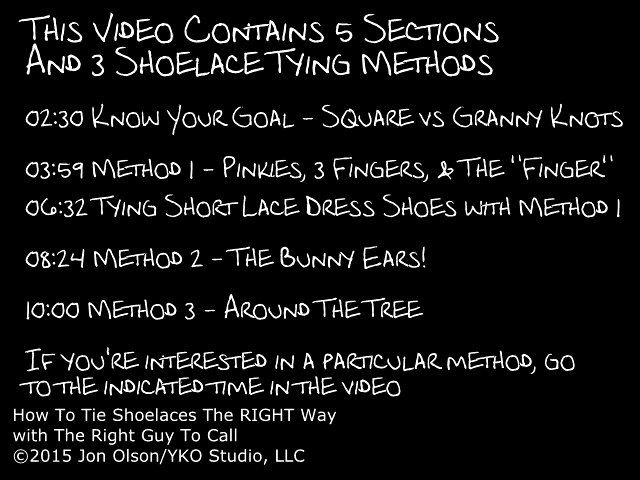 This Video Contains 5 Sections
And 3 Shoelace Tying Methods
02:30 Know Your Goal – Square vs Granny Knots
03:59 Method 1 – Pinkies, 3 Fingers, & The "Finger"
06:32 Tying Short Lace Dress Shoes with Method 1
08:24 Method 2 – The Bunny Ears!
10:00 Method 3 – Around The Tree
If you're interested in a particular method, go
to the indicated time in the video
How To Tie Shoelaces The RIGHT Way
with The Right Guy To Call
©2015 Jon Olson/YKO Studio, LLC